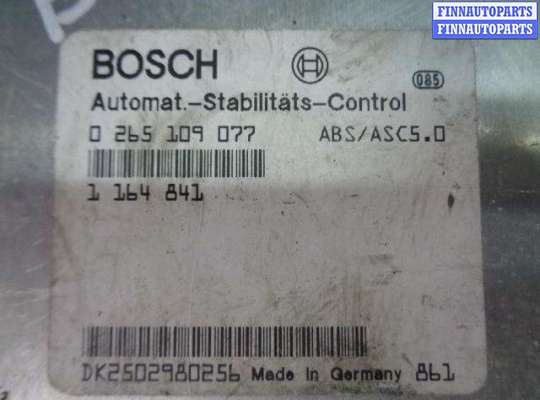 FINNAUTOPARTS
FINNAUTOPARTS
BOSCH
085
Automat.-Stabilitäts-Control
0 265 109 077 ABS/ASC5.0
1 164 841
DK2502980256 Made in Germany 861